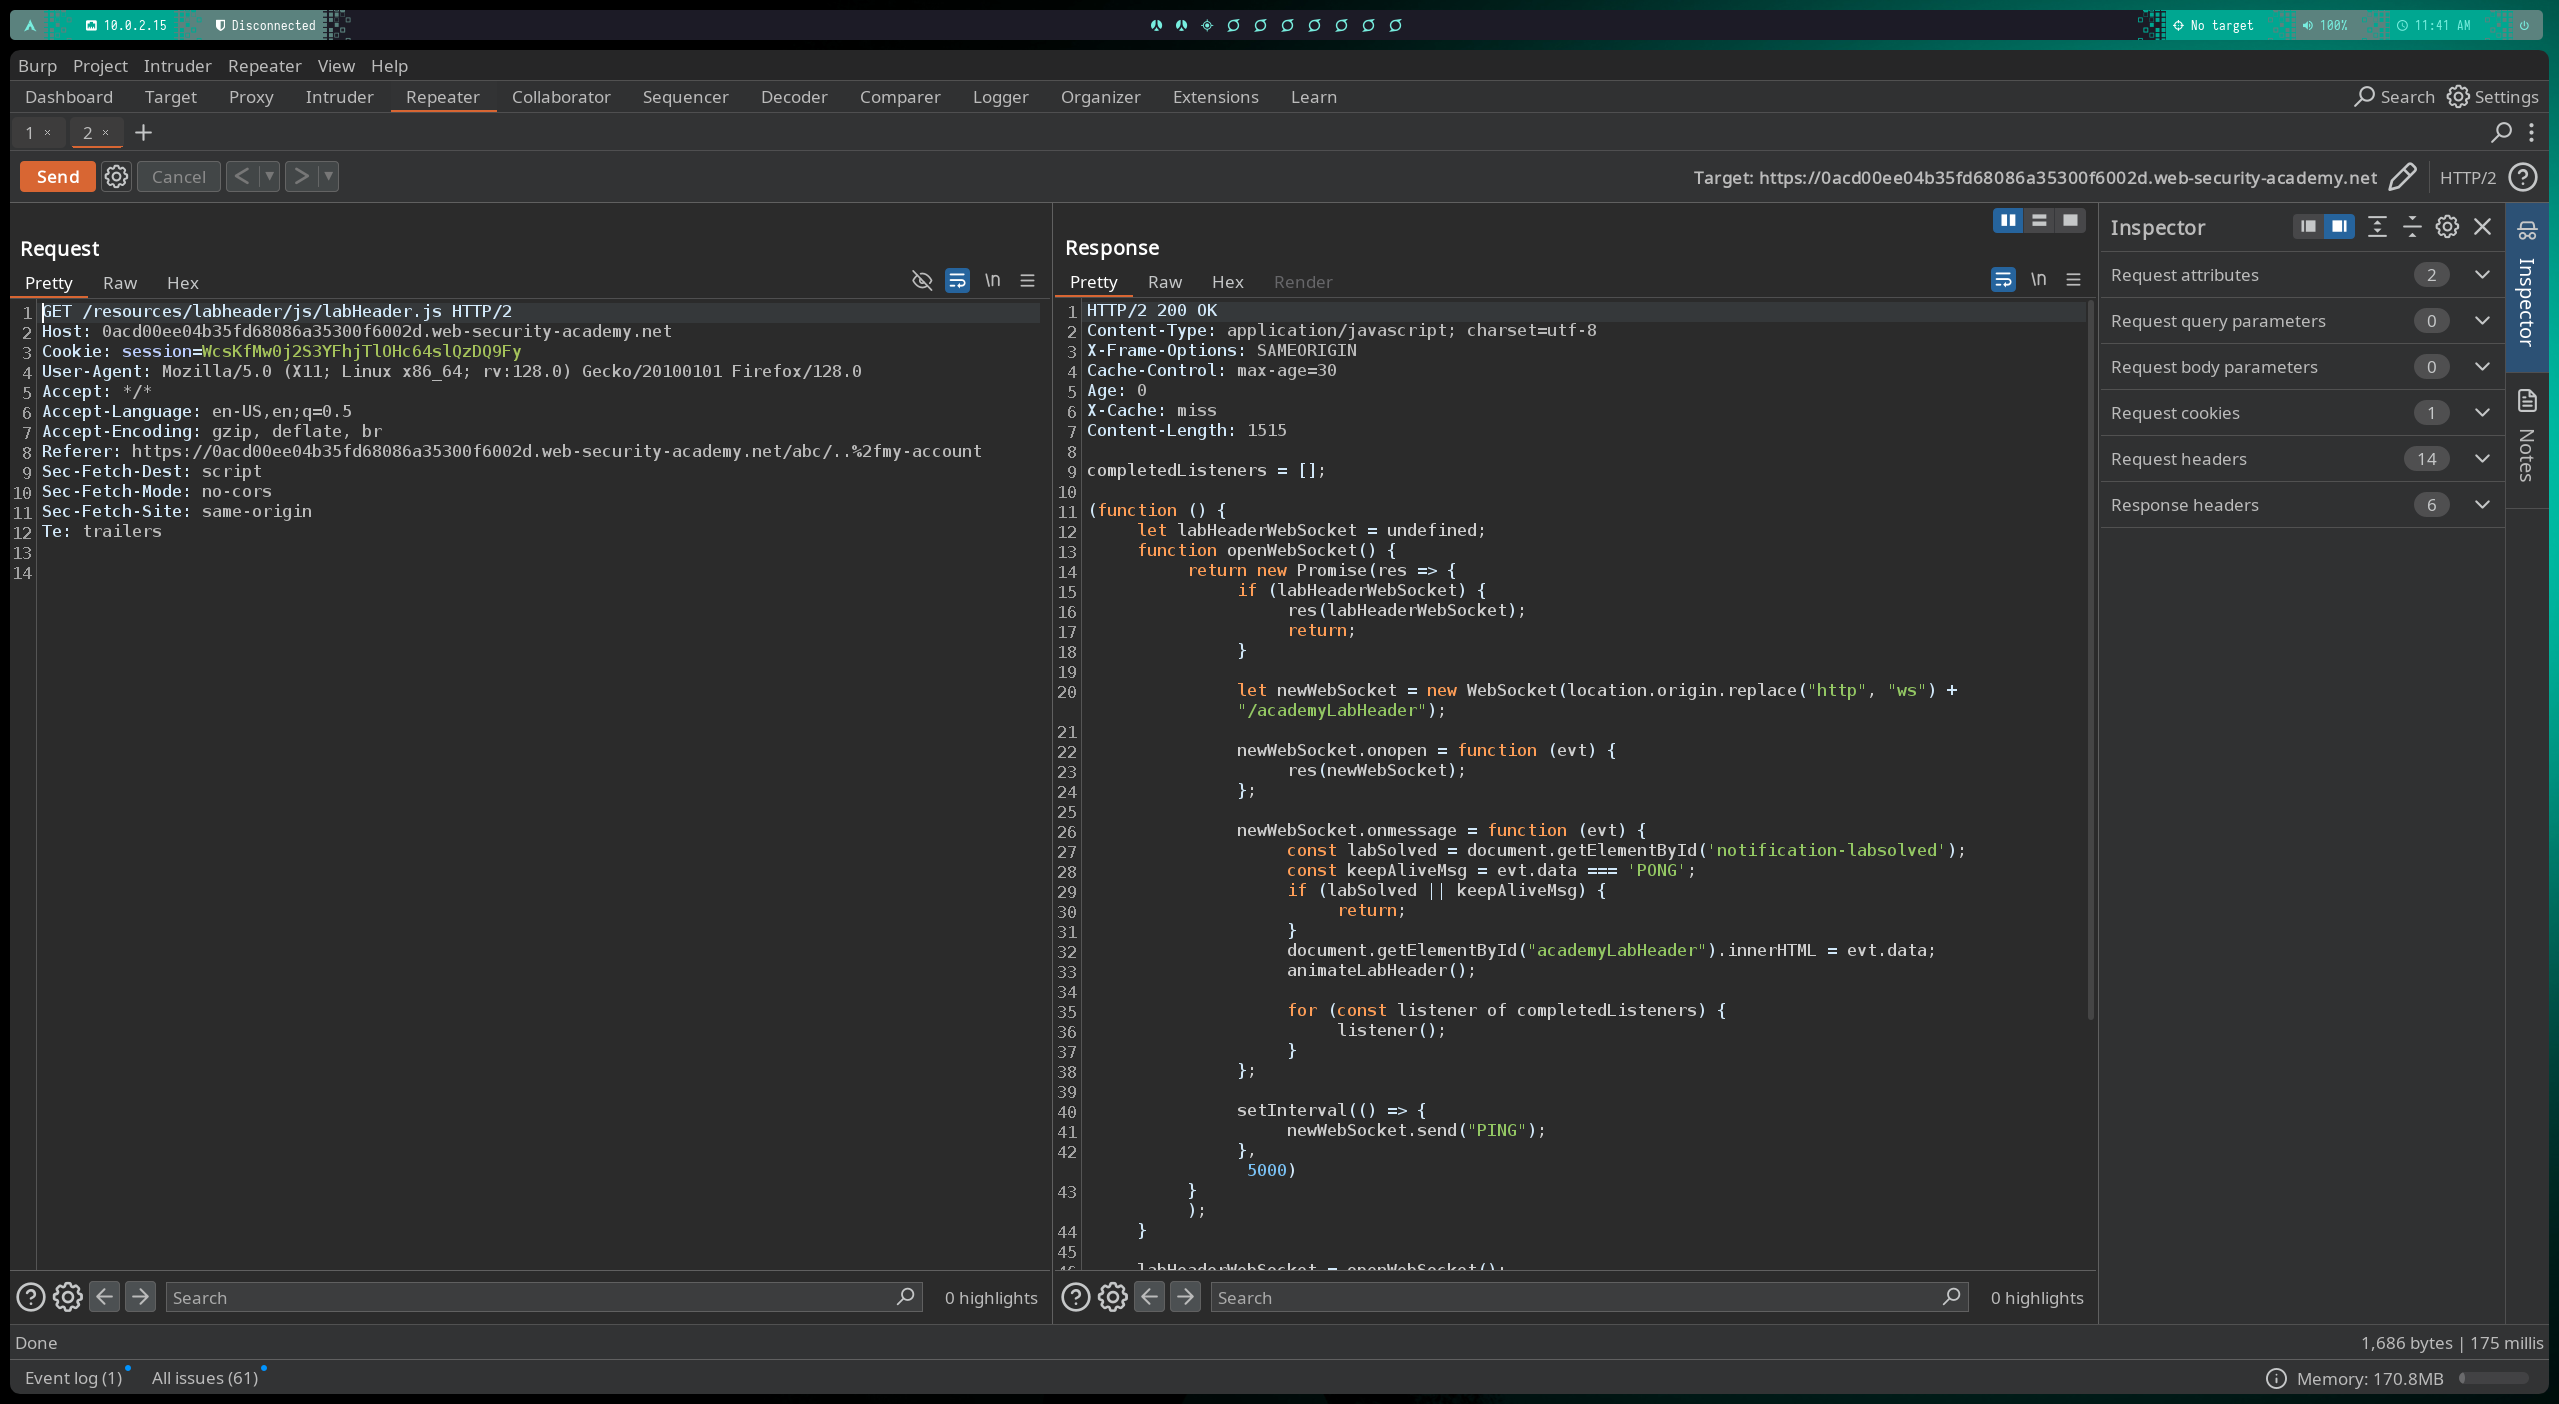 10.0.2.15 Disconnected No target 100% 11:41 AM
Burp Project Intruder Repeater View Help
Dashboard Target Proxy Intruder Repeater Collaborator Sequencer Decoder Comparer Logger Organizer Extensions Learn Search Settings
1 × 2 × +
Send Cancel < > Target: https://0acd00ee04b35fd68086a35300f6002d.web-security-academy.net HTTP/2
Request
Pretty Raw Hex \n
1 GET /resources/labheader/js/labHeader.js HTTP/2
2 Host: 0acd00ee04b35fd68086a35300f6002d.web-security-academy.net
3 Cookie: session=WcsKfMw0j2S3YFhjTlOHc64slQzDQ9Fy
4 User-Agent: Mozilla/5.0 (X11; Linux x86_64; rv:128.0) Gecko/20100101 Firefox/128.0
5 Accept: */*
6 Accept-Language: en-US,en;q=0.5
7 Accept-Encoding: gzip, deflate, br
8 Referer: https://0acd00ee04b35fd68086a35300f6002d.web-security-academy.net/abc/..%2fmy-account
9 Sec-Fetch-Dest: script
10 Sec-Fetch-Mode: no-cors
11 Sec-Fetch-Site: same-origin
12 Te: trailers
13
14
Search 0 highlights
Response
Pretty Raw Hex Render \n
1 HTTP/2 200 OK
2 Content-Type: application/javascript; charset=utf-8
3 X-Frame-Options: SAMEORIGIN
4 Cache-Control: max-age=30
5 Age: 0
6 X-Cache: miss
7 Content-Length: 1515
8
9 completedListeners = [];
10
11 (function () {
12 let labHeaderWebSocket = undefined;
13 function openWebSocket() {
14 return new Promise(res => {
15 if (labHeaderWebSocket) {
16 res(labHeaderWebSocket);
17 return;
18 }
19
20 let newWebSocket = new WebSocket(location.origin.replace("http", "ws") +
"/academyLabHeader");
21
22 newWebSocket.onopen = function (evt) {
23 res(newWebSocket);
24 };
25
26 newWebSocket.onmessage = function (evt) {
27 const labSolved = document.getElementById('notification-labsolved');
28 const keepAliveMsg = evt.data === 'PONG';
29 if (labSolved || keepAliveMsg) {
30 return;
31 }
32 document.getElementById("academyLabHeader").innerHTML = evt.data;
33 animateLabHeader();
34
35 for (const listener of completedListeners) {
36 listener();
37 }
38 };
39
40 setInterval(() => {
41 newWebSocket.send("PING");
42 },
5000)
43 }
);
44 }
45
46 labHeaderWebSocket = openWebSocket();
Search 0 highlights
Inspector
Request attributes 2
Request query parameters 0
Request body parameters 0
Request cookies 1
Request headers 14
Response headers 6
Inspector
Notes
Done 1,686 bytes | 175 millis
Event log (1) All issues (61) Memory: 170.8MB